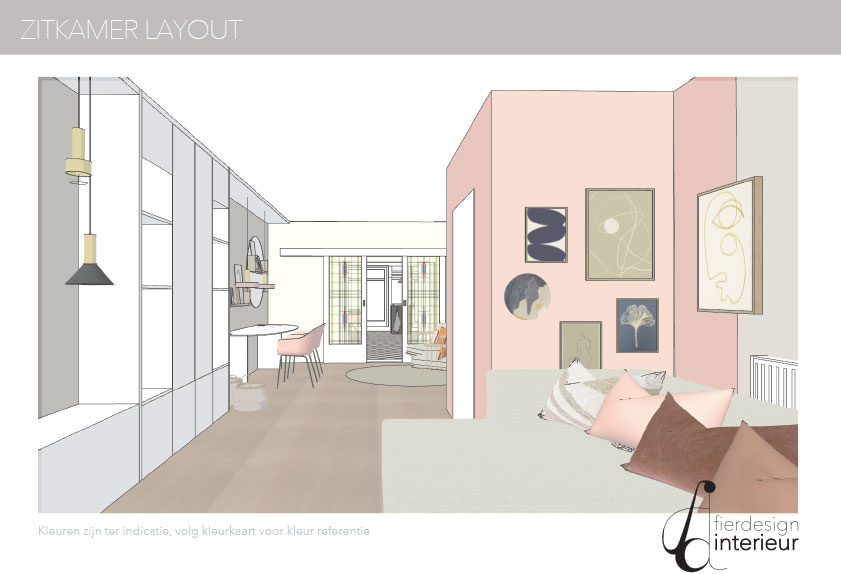 ZITKAMER LAYOUT
Kleuren zijn ter indicatie, volg kleurkaart voor kleur referentie
fierdesign
interieur